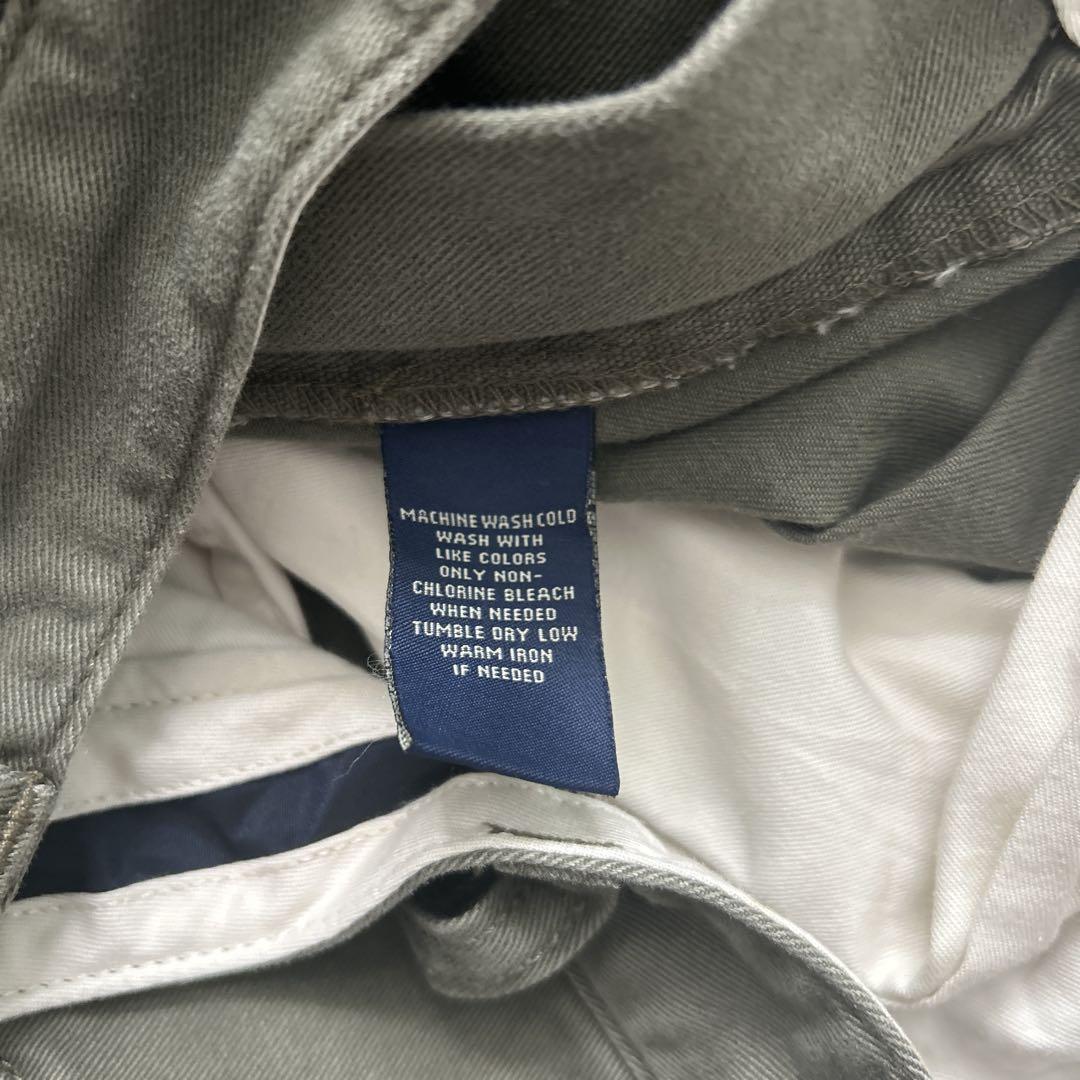 MACHINE WASH COLD
WASH WITH
LIKE COLORS
ONLY NON-
CHLORINE BLEACH
WHEN NEEDED
TUMBLE DRY LOW
WARM IRON
IF NEEDED